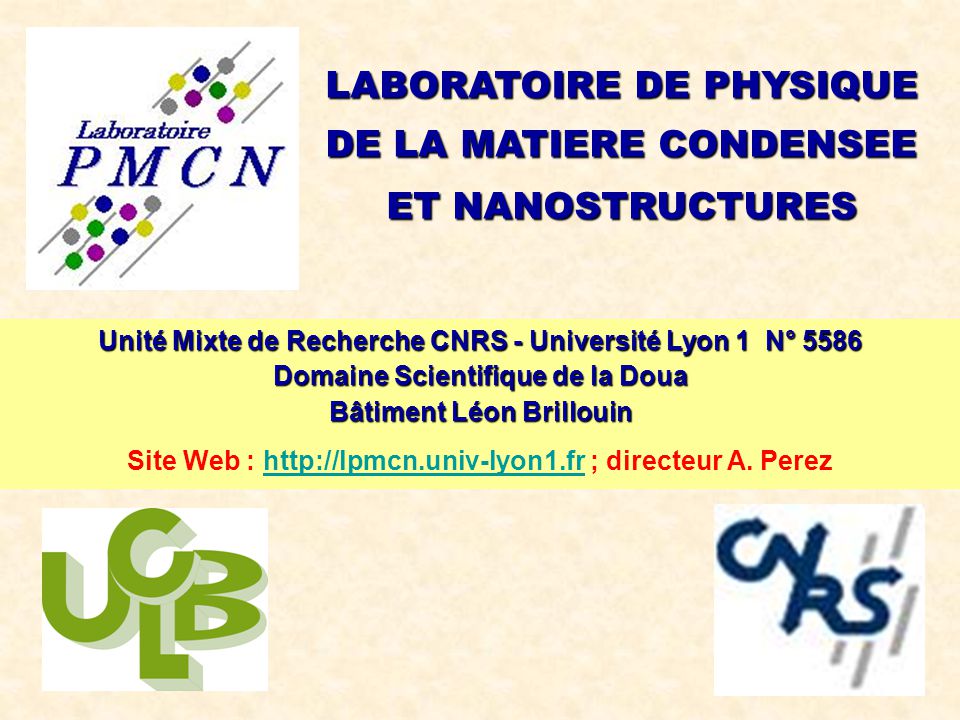 Laboratoire
PMCN
LABORATOIRE DE PHYSIQUE
DE LA MATIERE CONDENSEE
ET NANOSTRUCTURES
Unité Mixte de Recherche CNRS - Université Lyon 1 N° 5586
Domaine Scientifique de la Doua
Bâtiment Léon Brillouin
Site Web : http://lpmcn.univ-lyon1.fr ; directeur A. Perez
UCBL
CNRS